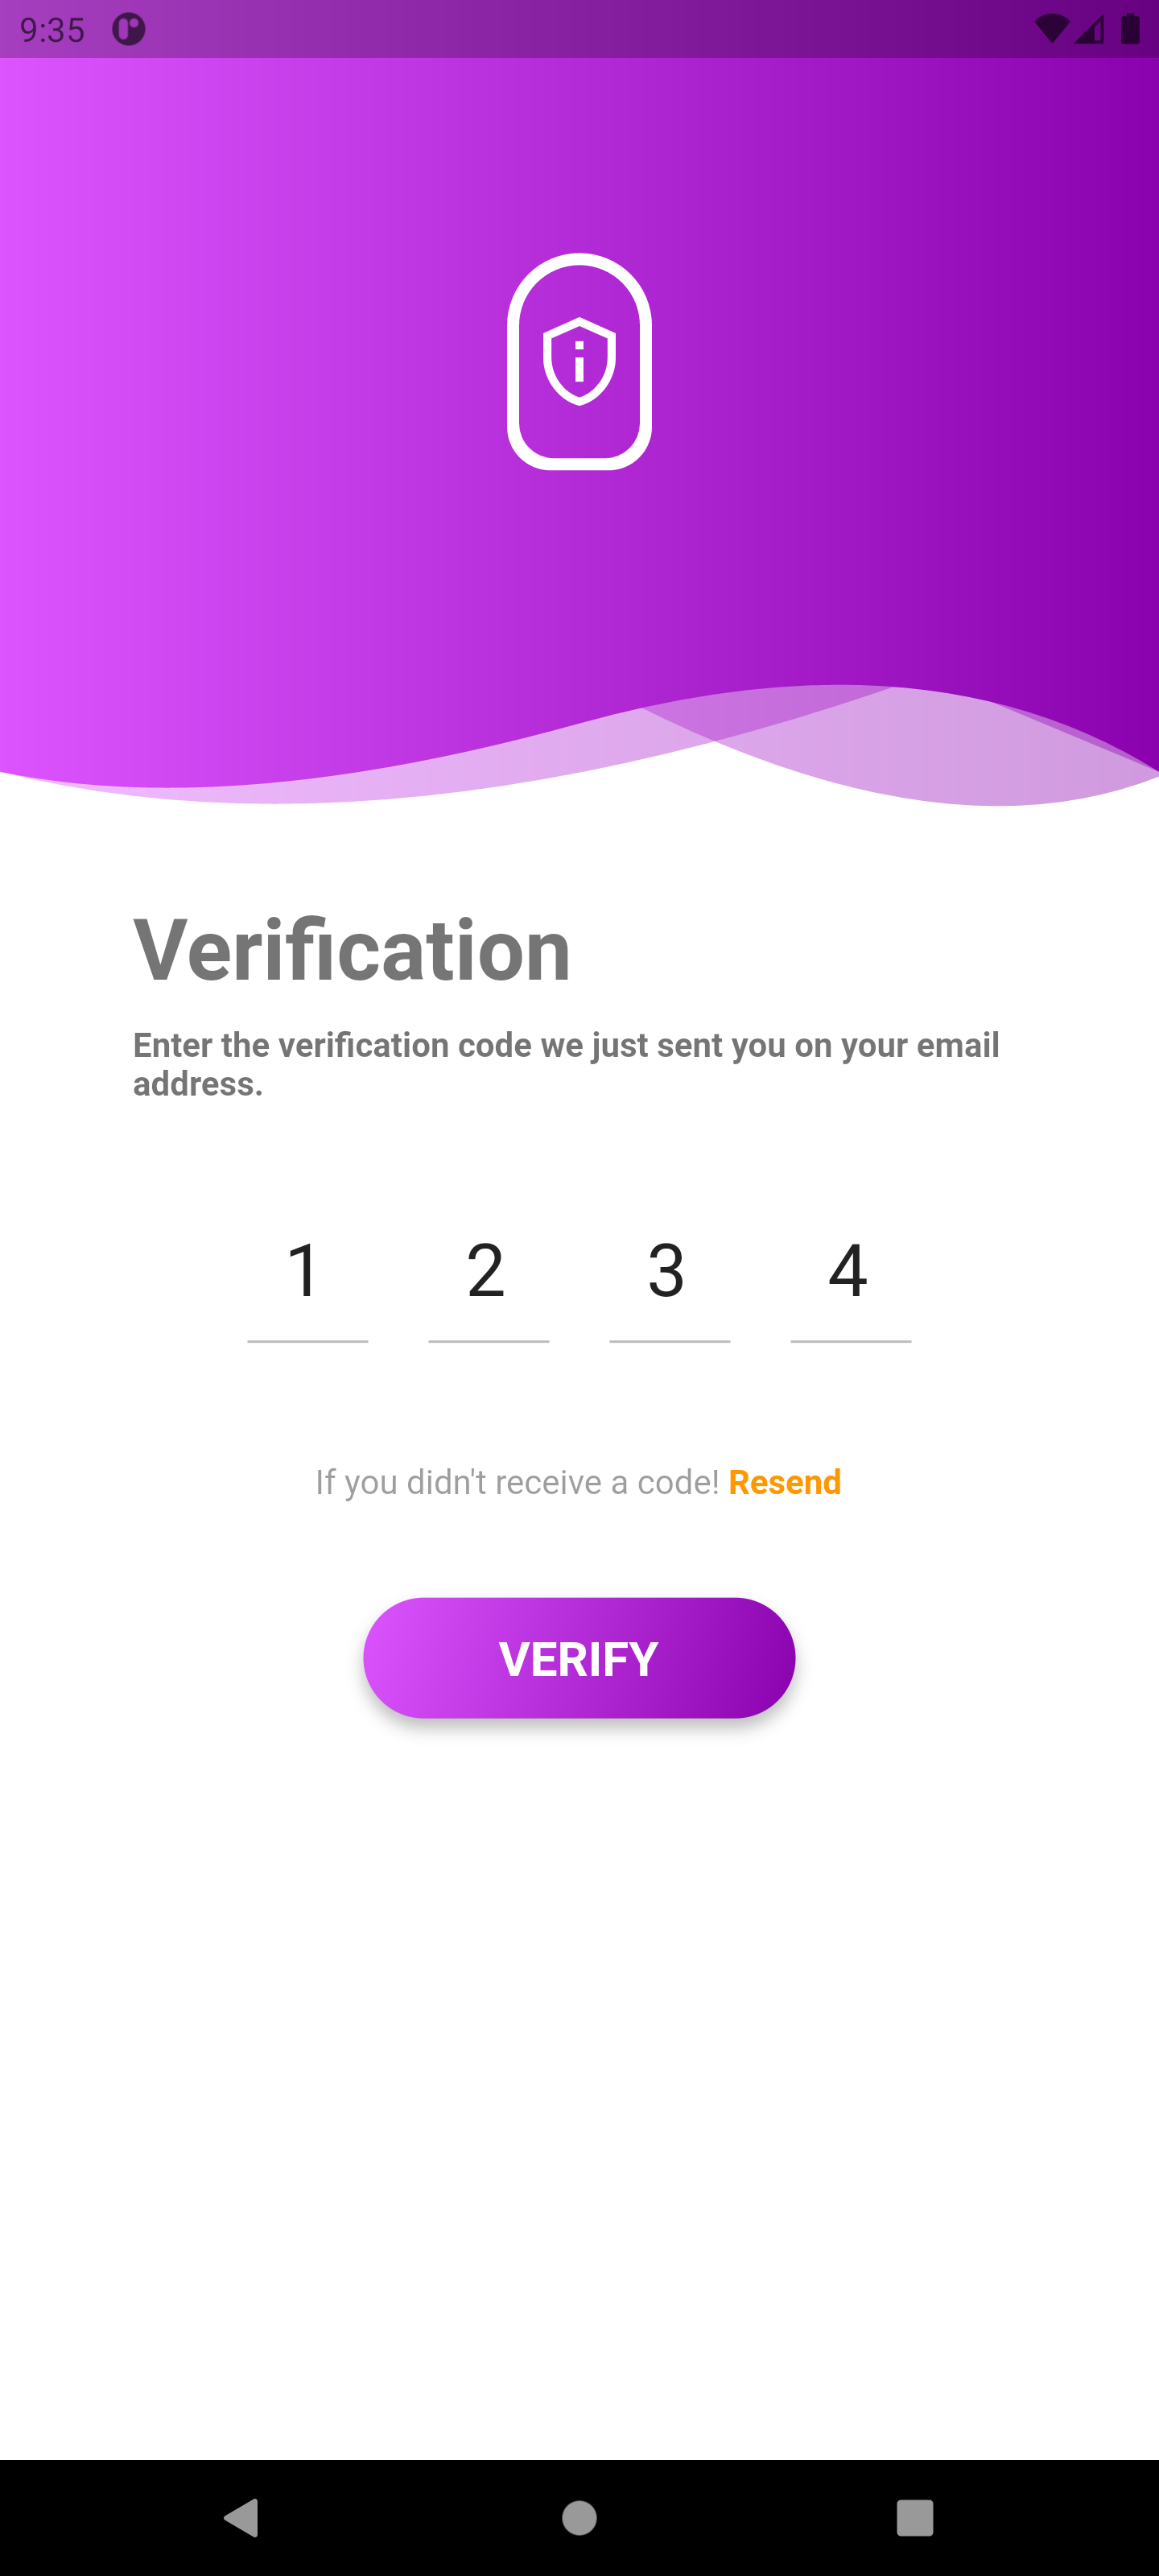 9:35
Verification
Enter the verification code we just sent you on your email
address.
1 2 3 4
If you didn't receive a code! Resend
VERIFY